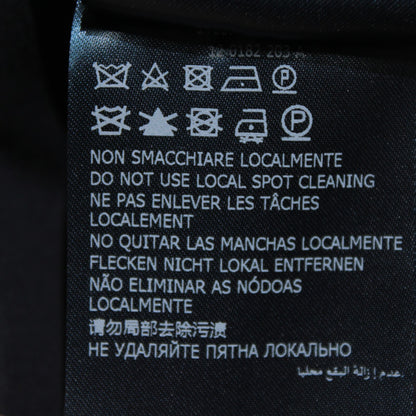 P
P
NON SMACCHIARE LOCALMENTE
DO NOT USE LOCAL SPOT CLEANING
NE PAS ENLEVER LES TÂCHES
LOCALEMENT
NO QUITAR LAS MANCHAS LOCALMENTE
FLECKEN NICHT LOKAL ENTFERNEN
NÃO ELIMINAR AS NÓDOAS
LOCALMENTE
请勿局部去除污渍
НЕ УДАЛЯЙТЕ ПЯТНА ЛОКАЛЬНО
عدم إزالة البقع محليا.